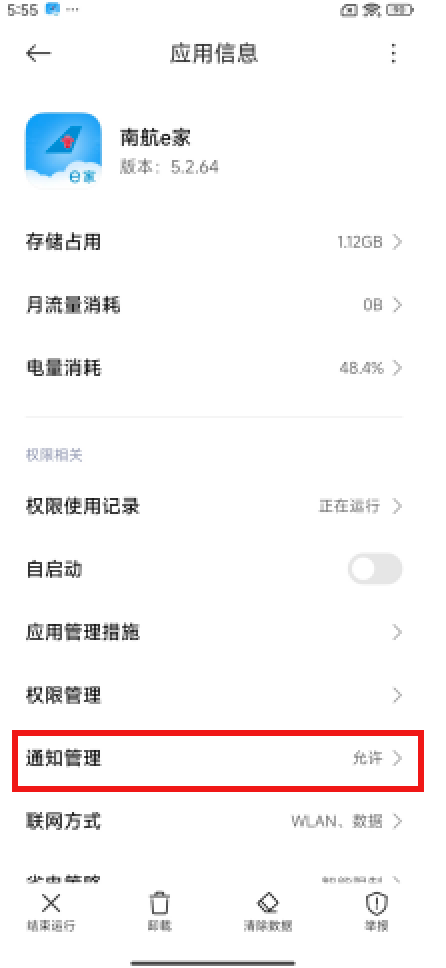 5:55
应用信息
南航e家
版本：5.2.64
e家
存储占用 1.12GB
月流量消耗 0B
电量消耗 48.4%
权限相关
权限使用记录 正在运行
自启动
应用管理措施
权限管理
通知管理 允许
联网方式 WLAN、数据
结束运行 卸载 清除数据 举报